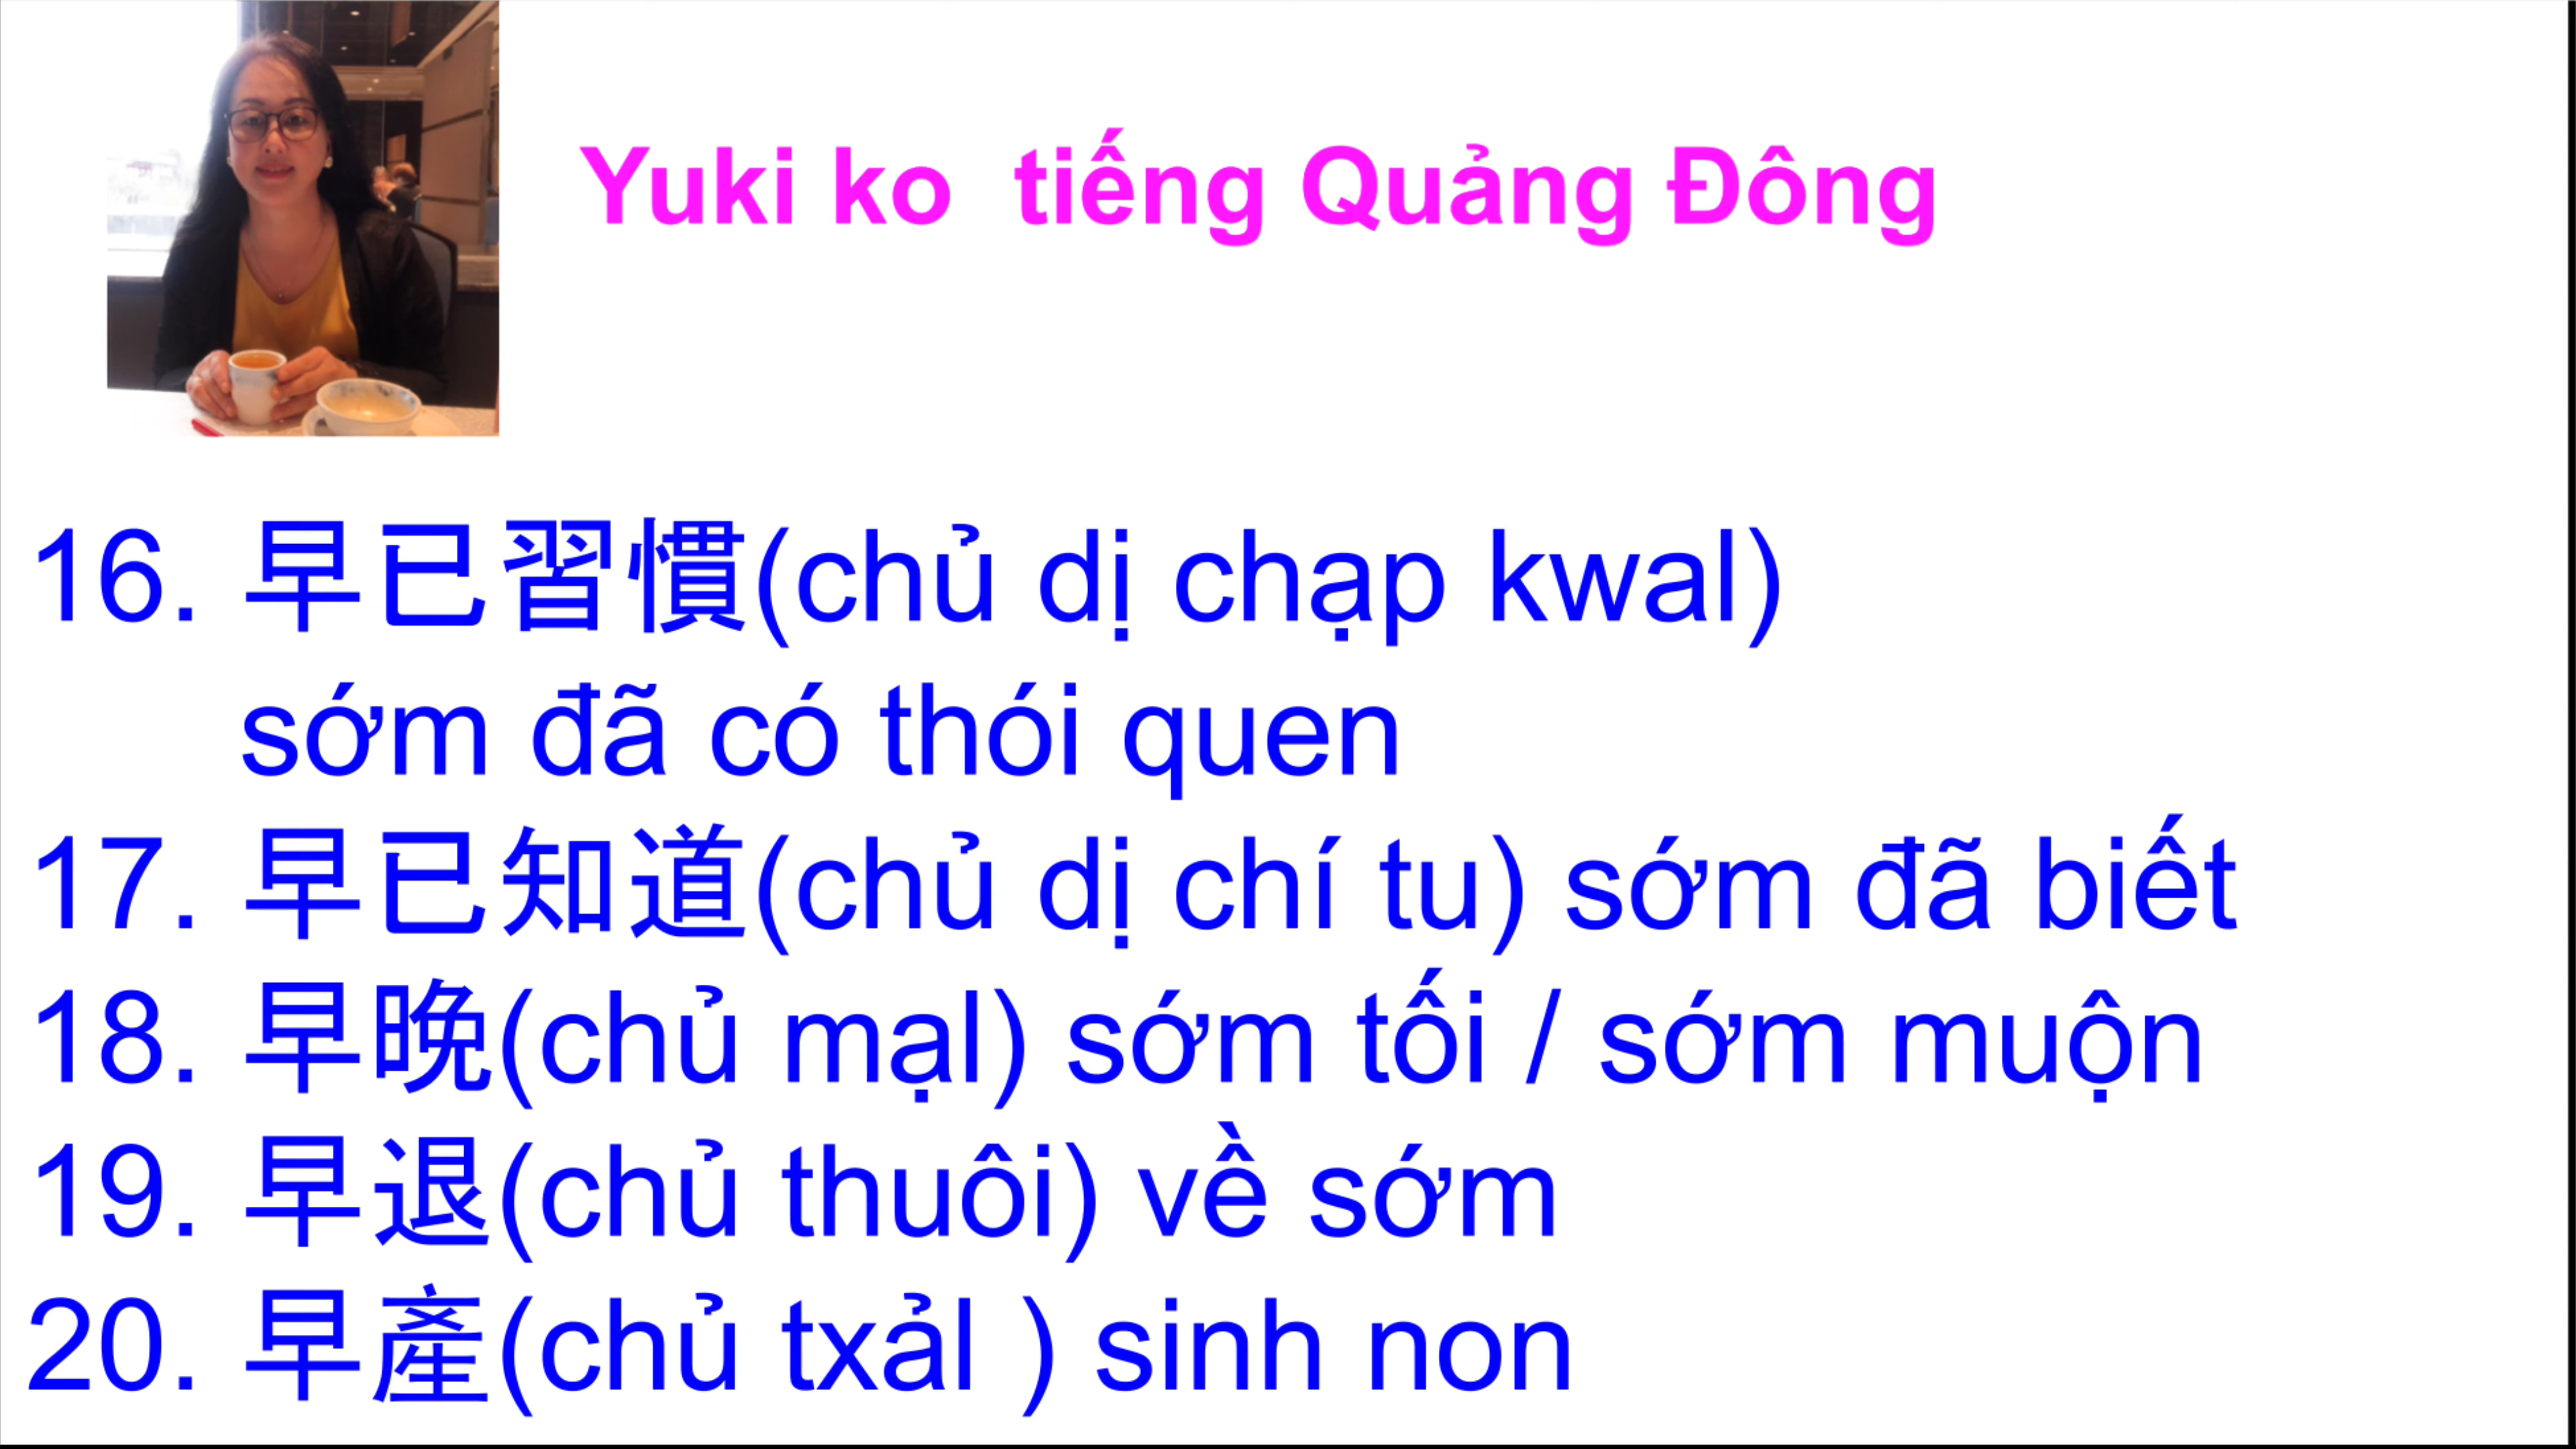 Yuki ko  tiếng Quảng Đông
16. 早已習慣(chủ dị chạp kwal)
sớm đã có thói quen
17. 早已知道(chủ dị chí tu) sớm đã biết
18. 早晚(chủ mạl) sớm tối / sớm muộn
19. 早退(chủ thuôi) về sớm
20. 早產(chủ txảl ) sinh non